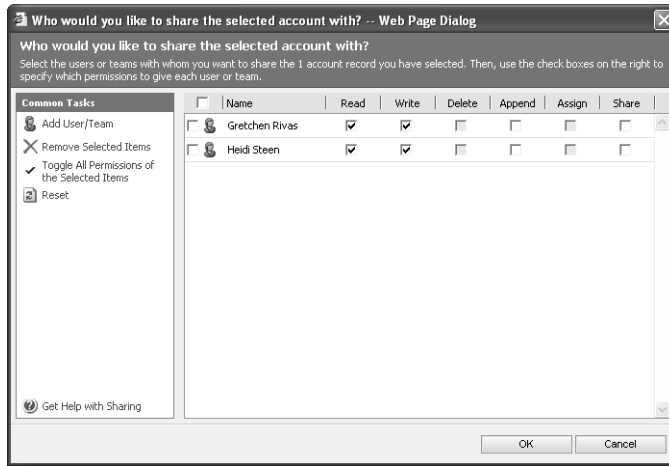 Who would you like to share the selected account with? -- Web Page Dialog
Who would you like to share the selected account with?
Select the users or teams with whom you want to share the 1 account record you have selected. Then, use the check boxes on the right to
specify which permissions to give each user or team.
Common Tasks
Add User/Team
Remove Selected Items
Toggle All Permissions of
the Selected Items
Reset
Get Help with Sharing
Name Read Write Delete Append Assign Share
Gretchen Rivas
Heidi Steen
OK Cancel